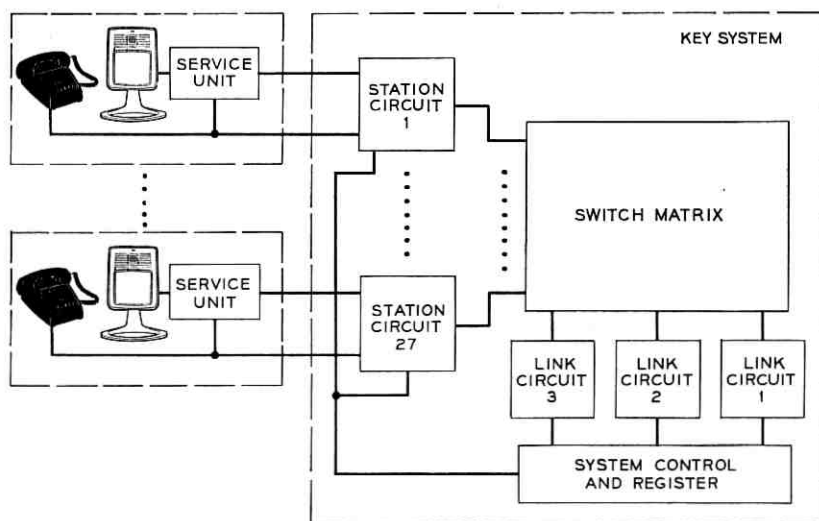 KEY SYSTEM
SERVICE
UNIT
STATION
CIRCUIT
1
SWITCH MATRIX
SERVICE
UNIT
STATION
CIRCUIT
27
LINK
CIRCUIT
3
LINK
CIRCUIT
2
LINK
CIRCUIT
1
SYSTEM CONTROL
AND REGISTER